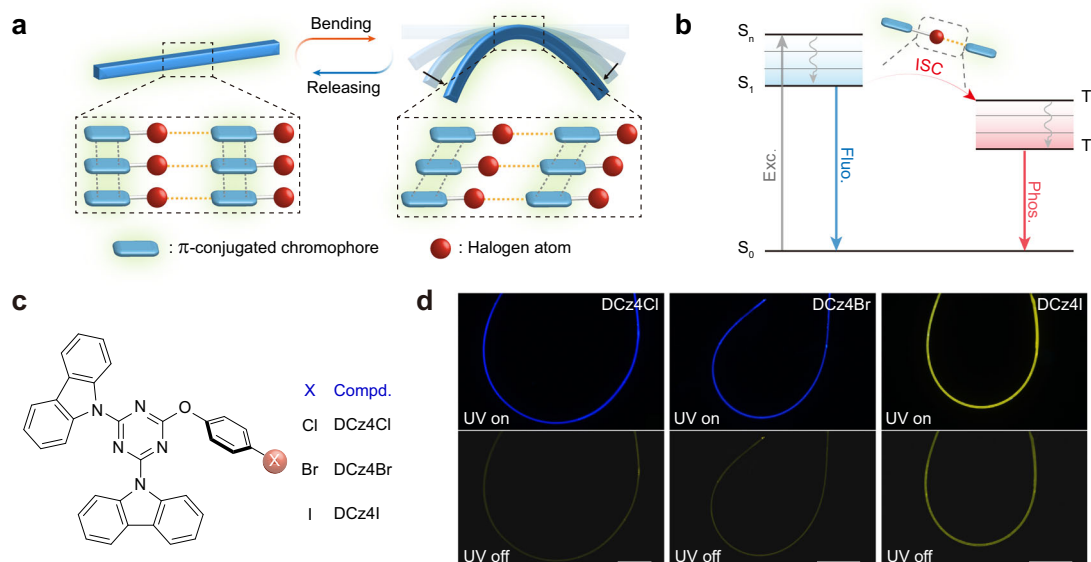 a
Bending
Releasing
: π-conjugated chromophore
: Halogen atom
b
Sn
S1
S0
Exc.
Fluo.
ISC
T
T
Phos.
c
N
N
N
N
N
O
X
X Compd.
Cl DCz4Cl
Br DCz4Br
I DCz4I
d
DCz4Cl
UV on
UV off
DCz4Br
UV on
UV off
DCz4I
UV on
UV off